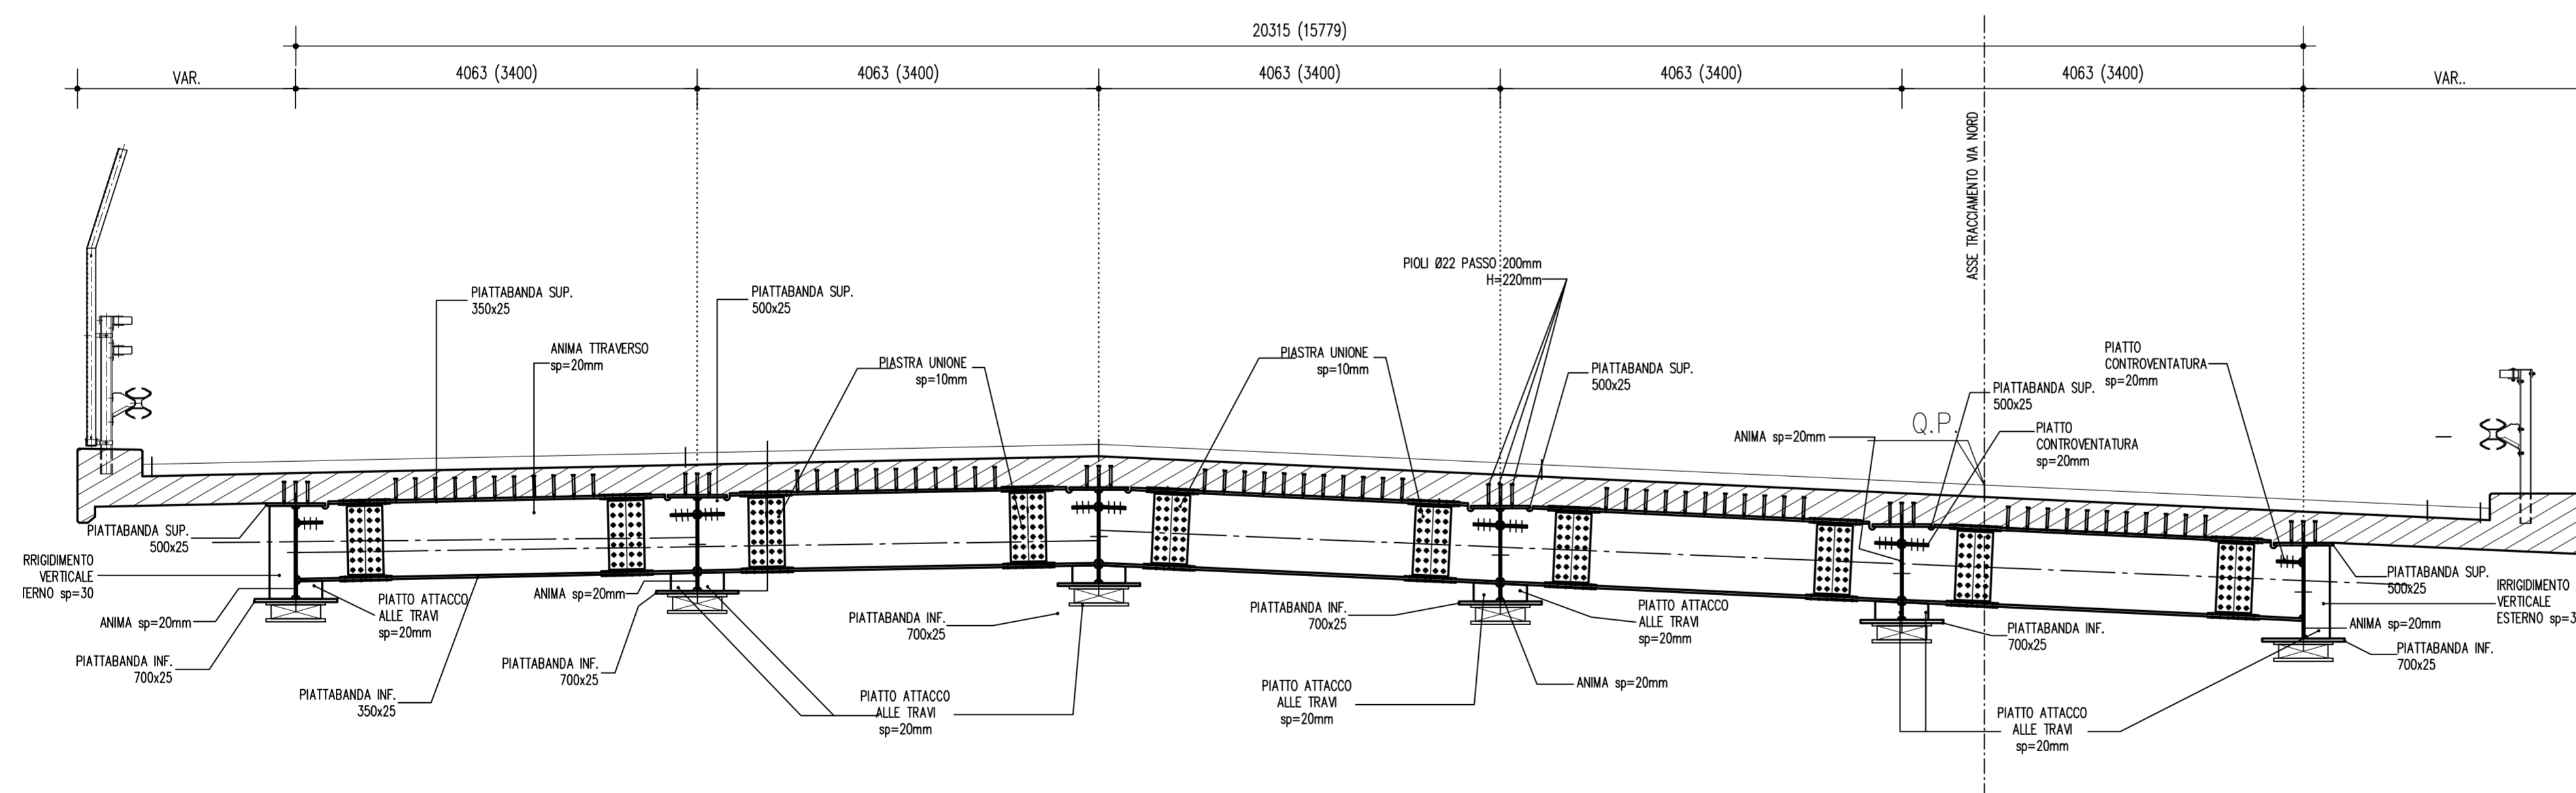 20315 (15779)
VAR.
4063 (3400)
4063 (3400)
4063 (3400)
4063 (3400)
4063 (3400)
VAR..
ASSE TRACCIAMENTO VIA NORD
PIOLI Ø22 PASSO 200mm
H=220mm
PIATTABANDA SUP.
350x25
PIATTABANDA SUP.
500x25
ANIMA TTRAVERSO
sp=20mm
PIASTRA UNIONE
sp=10mm
PIASTRA UNIONE
sp=10mm
PIATTABANDA SUP.
500x25
PIATTO
CONTROVENTATURA
sp=20mm
PIATTABANDA SUP.
500x25
Q.P.
ANIMA sp=20mm
PIATTO
CONTROVENTATURA
sp=20mm
PIATTABANDA SUP.
500x25
RRIGIDIMENTO
VERTICALE
TERNO sp=30
ANIMA sp=20mm
PIATTABANDA INF.
700x25
PIATTO ATTACCO
ALLE TRAVI
sp=20mm
PIATTABANDA INF.
350x25
ANIMA sp=20mm
PIATTABANDA INF.
700x25
PIATTO ATTACCO
ALLE TRAVI
sp=20mm
PIATTABANDA INF.
700x25
PIATTABANDA INF.
700x25
PIATTO ATTACCO
ALLE TRAVI
sp=20mm
PIATTO ATTACCO
ALLE TRAVI
sp=20mm
ANIMA sp=20mm
PIATTABANDA INF.
700x25
PIATTO ATTACCO
ALLE TRAVI
sp=20mm
PIATTABANDA SUP.
500x25
IRRIGIDIMENTO
VERTICALE
ESTERNO sp=3
ANIMA sp=20mm
PIATTABANDA INF.
700x25